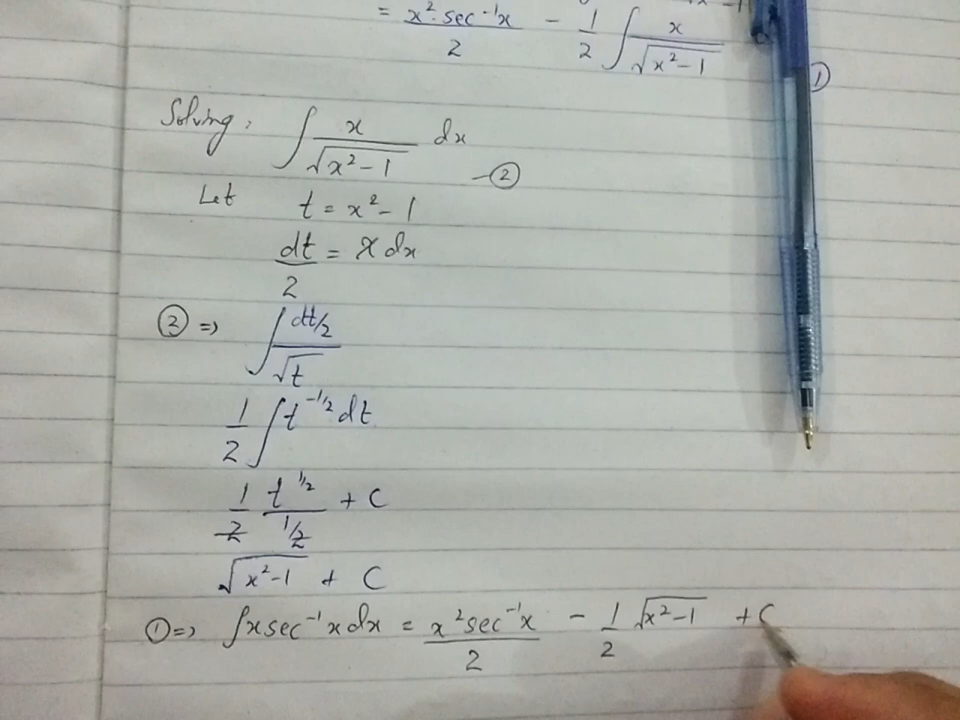 = x² sec⁻¹x / 2 - 1/2 ∫ x / √(x²-1)
①
Solving, ∫ x / √(x²-1) dx -②
Let t = x²-1
dt/2 = x dx
② ⇒ ∫ dt/2 / √t
1/2 ∫ t^(-1/2) dt
1/2 t^(1/2) / 1/2 + C
√(x²-1) + C
① ⇒ ∫x sec⁻¹x dx = x² sec⁻¹x / 2 - 1/2 √(x²-1) + C